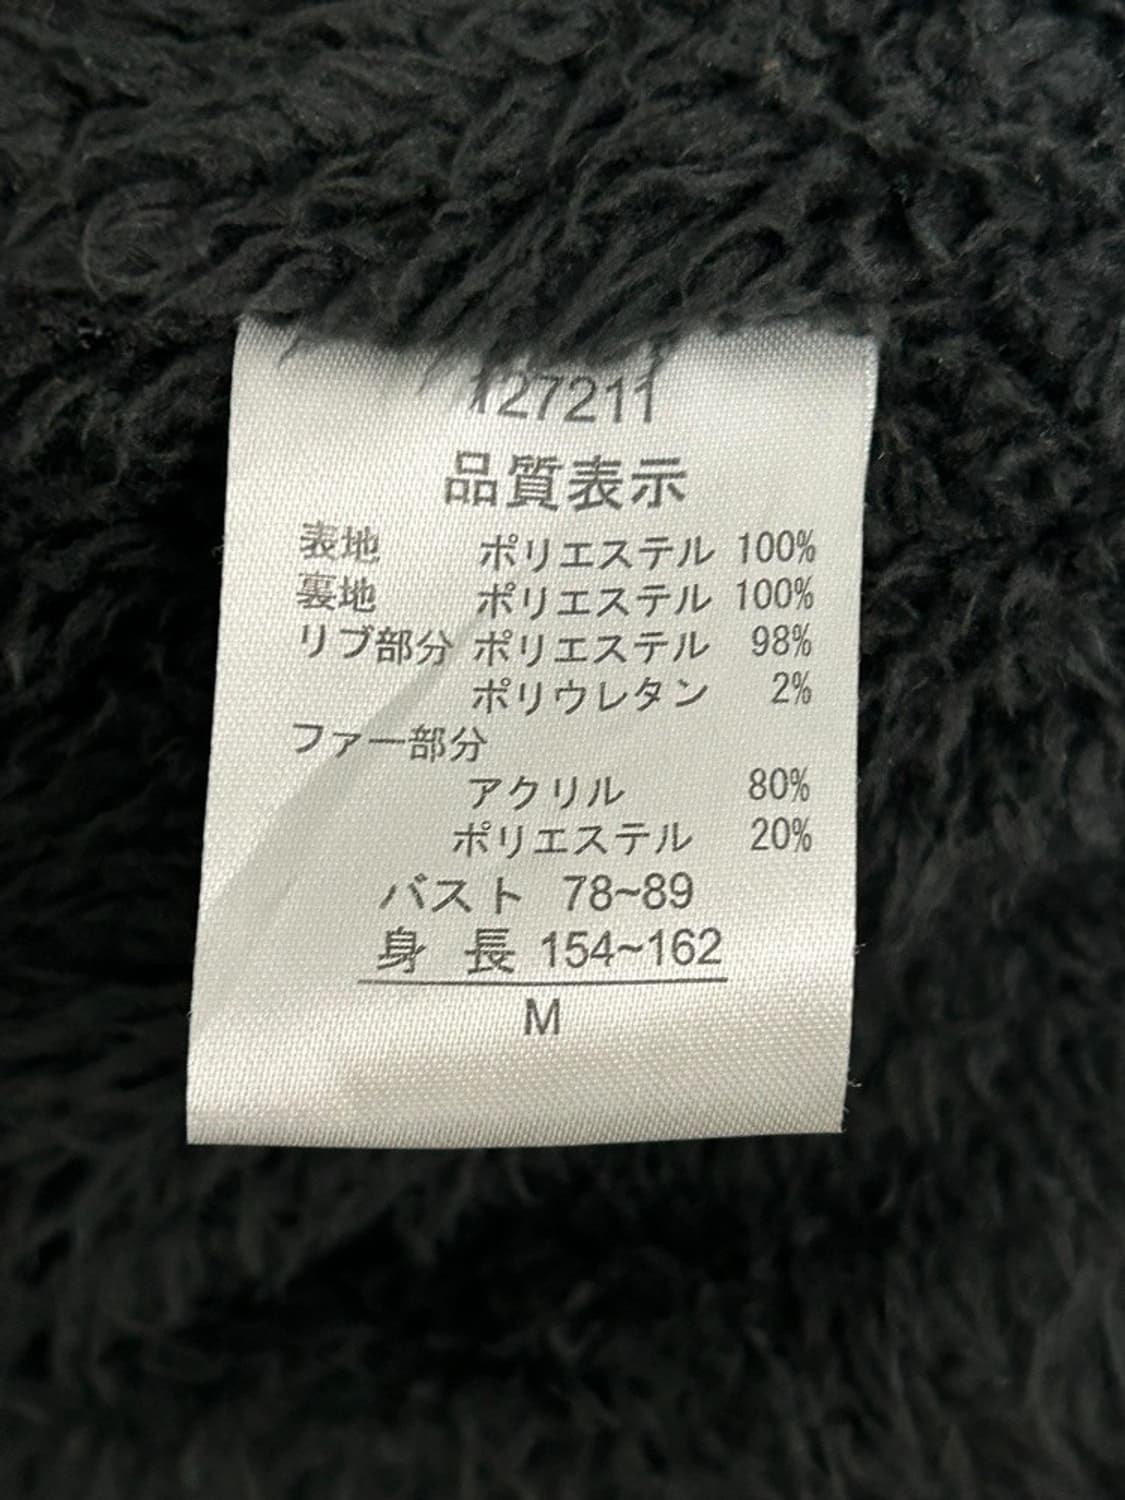 127211
品質表示
表地 ポリエステル 100%
裏地 ポリエステル 100%
リブ部分 ポリエステル 98%
ポリウレタン 2%
ファー部分
アクリル 80%
ポリエステル 20%
バスト 78~89
身 長 154~162
M